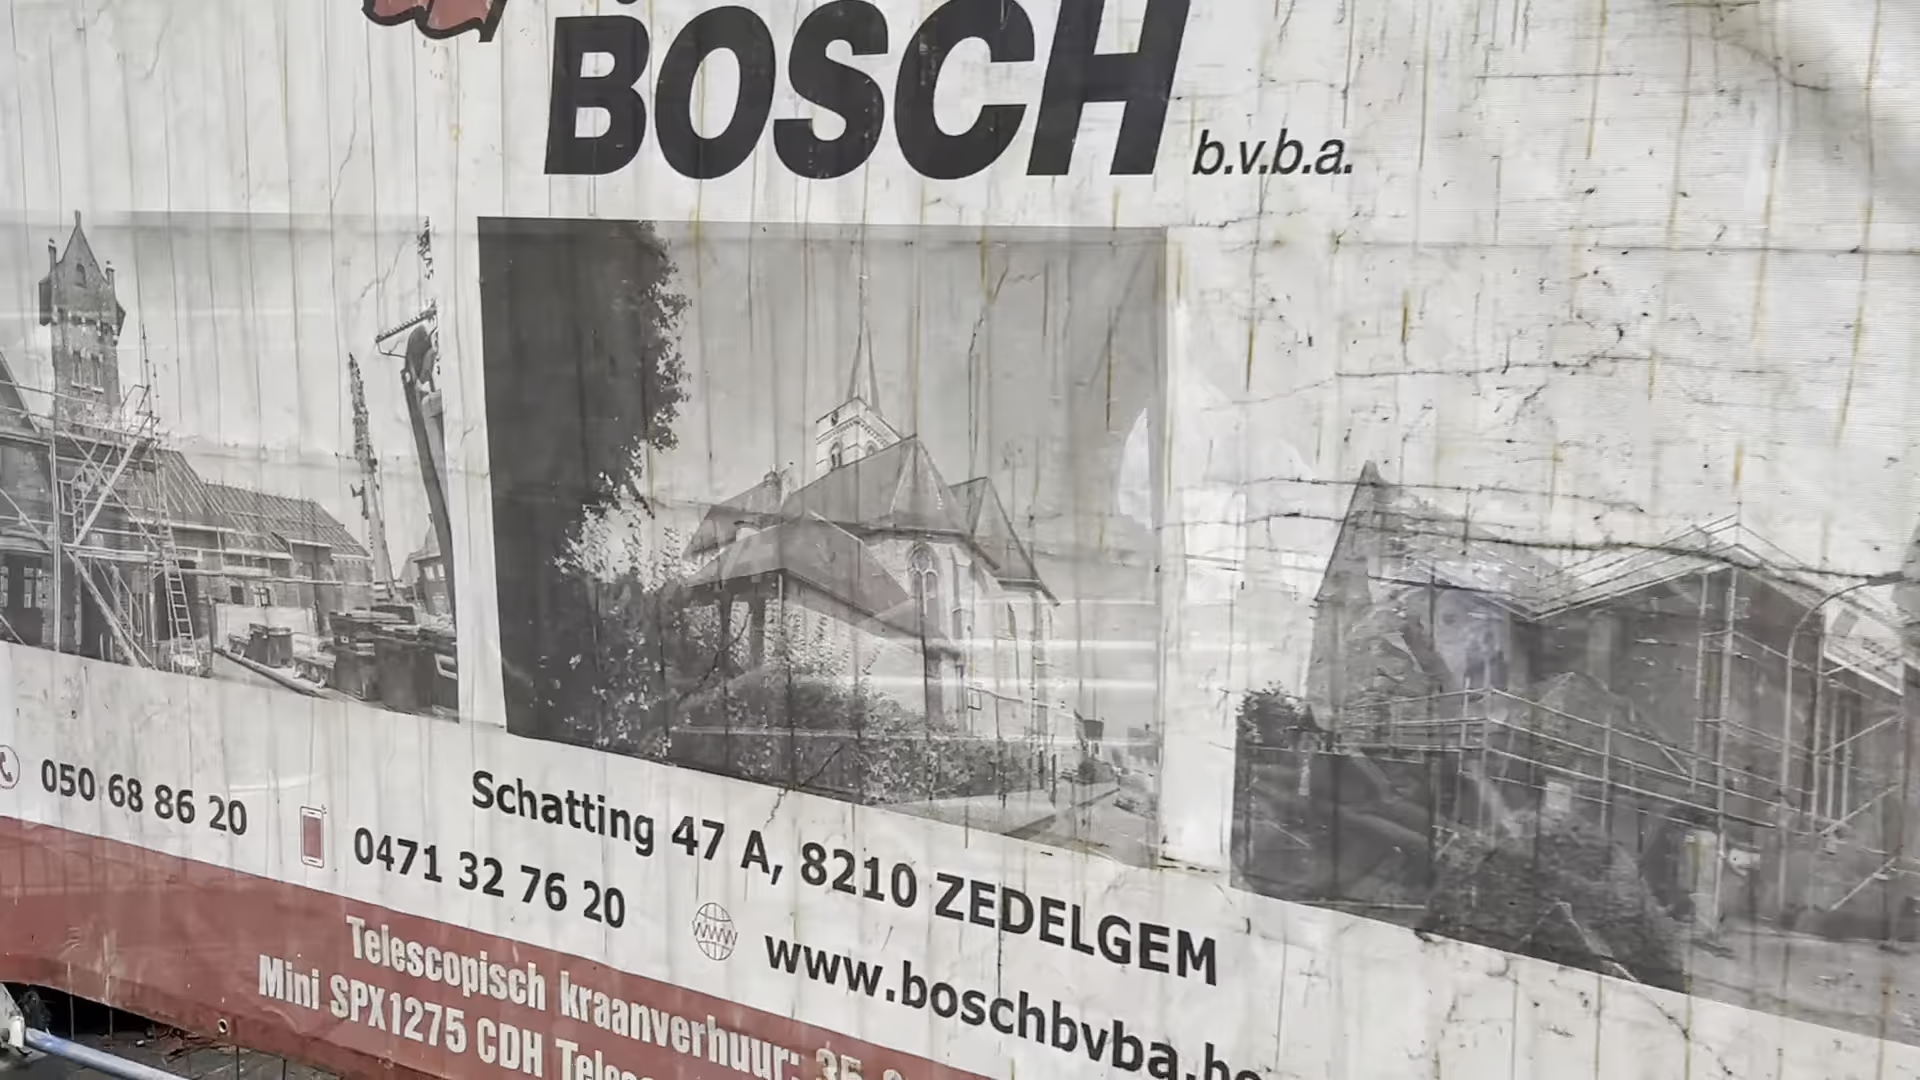 BOSCH b.v.b.a.
050 68 86 20
0471 32 76 20
Schatting 47 A, 8210 ZEDELGEM
www.boschbvba.be
Telescopisch kraanverhuur: 35
Mini SPX1275 CDH